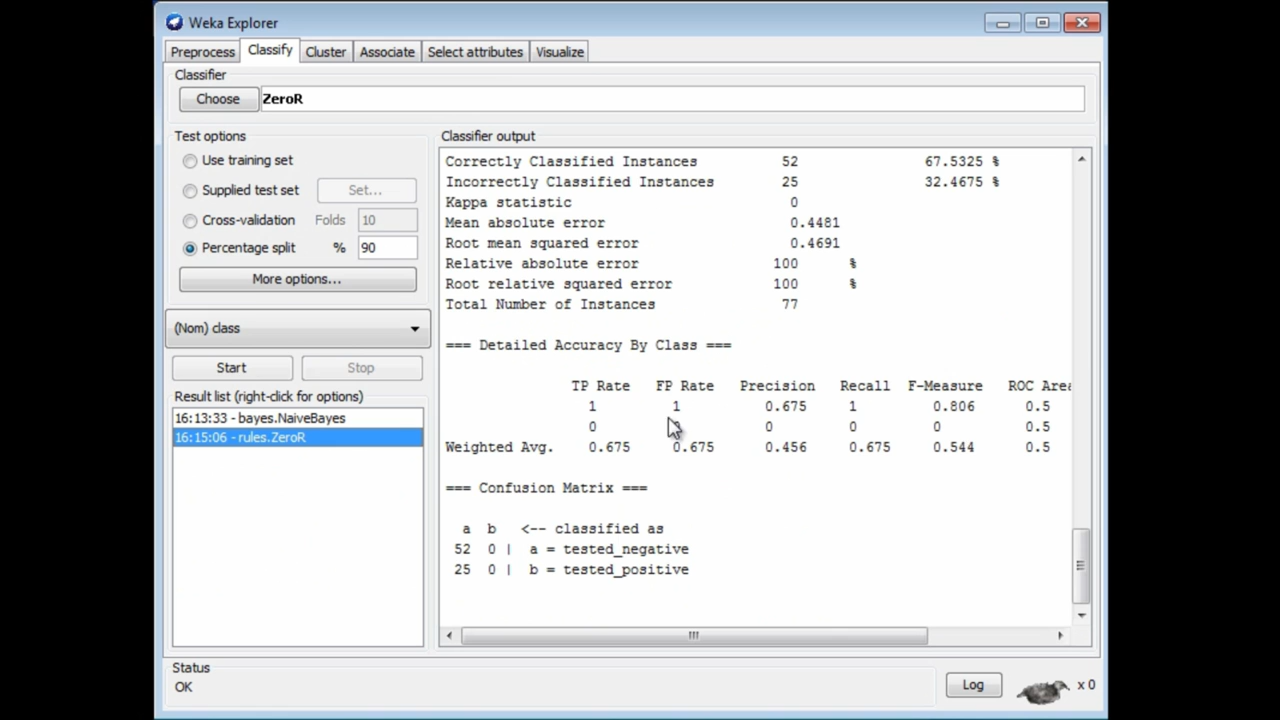 Weka Explorer
Preprocess Classify Cluster Associate Select attributes Visualize
Classifier
Choose ZeroR
Test options
Use training set
Supplied test set Set...
Cross-validation Folds 10
Percentage split % 90
More options...
(Nom) class
Start Stop
Result list (right-click for options)
16:13:33 - bayes.NaiveBayes
16:15:06 - rules.ZeroR
Classifier output
Correctly Classified Instances 52 67.5325 %
Incorrectly Classified Instances 25 32.4675 %
Kappa statistic 0
Mean absolute error 0.4481
Root mean squared error 0.4691
Relative absolute error 100 %
Root relative squared error 100 %
Total Number of Instances 77
=== Detailed Accuracy By Class ===
TP Rate FP Rate Precision Recall F-Measure ROC Area
1 1 0.675 1 0.806 0.5
0 0 0 0 0.5
Weighted Avg. 0.675 0.675 0.456 0.675 0.544 0.5
=== Confusion Matrix ===
a b <-- classified as
52 0 | a = tested_negative
25 0 | b = tested_positive
Status
OK
Log
x 0